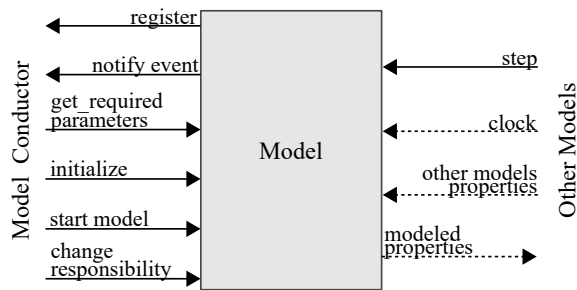 register
notify event
get_required
parameters
initialize
start model
change
responsibility
Model Conductor
Model
step
clock
other models
properties
modeled
properties
Other Models